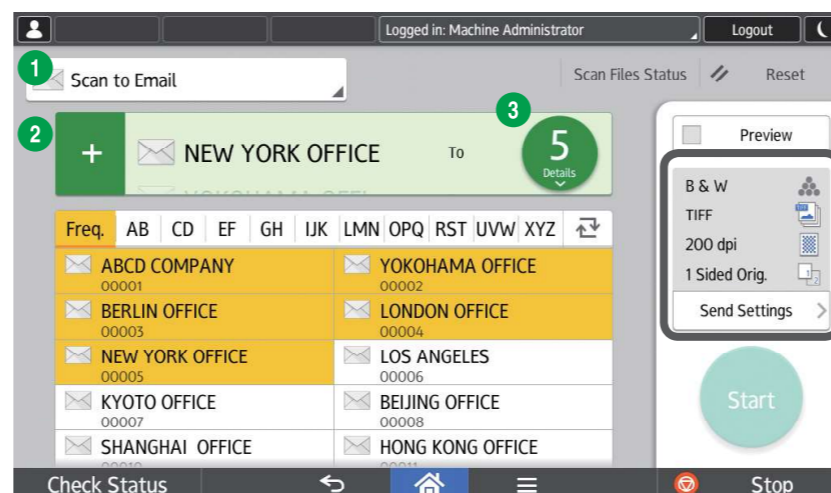 Logged in: Machine Administrator
Logout
1
Scan to Email
Scan Files Status
Reset
2
+
NEW YORK OFFICE
To
3
5
Details
Preview
B & W
TIFF
200 dpi
1 Sided Orig.
Send Settings
Freq. AB CD EF GH IJK LMN OPQ RST UVW XYZ
ABCD COMPANY
00001
YOKOHAMA OFFICE
00002
BERLIN OFFICE
00003
LONDON OFFICE
00004
NEW YORK OFFICE
00005
LOS ANGELES
00006
KYOTO OFFICE
00007
BEIJING OFFICE
00008
SHANGHAI OFFICE
HONG KONG OFFICE
Start
Check Status
Stop